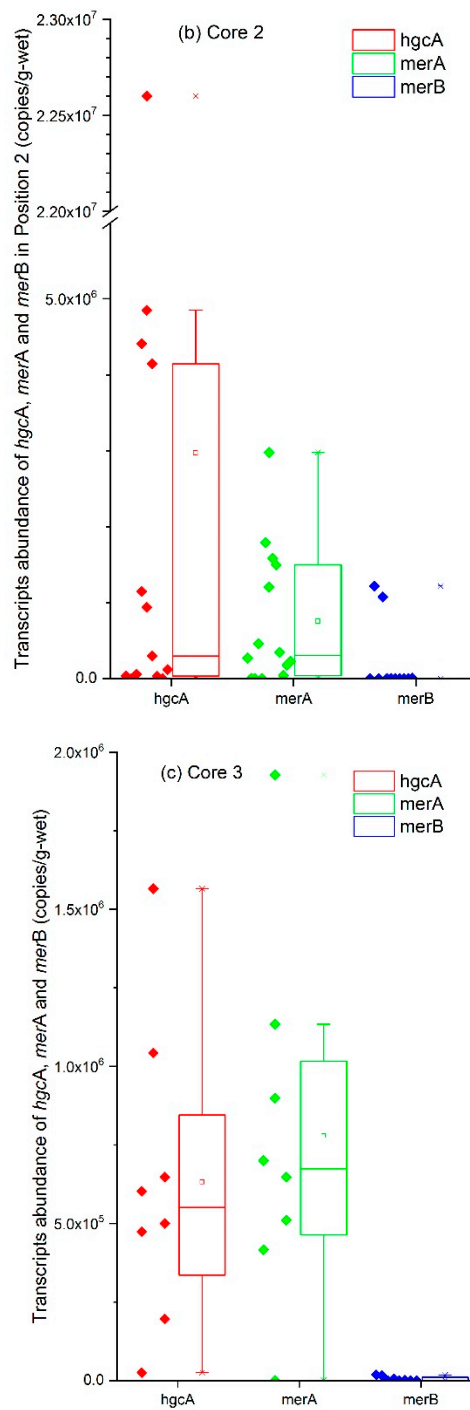 Transcripts abundance of hgcA, merA and merB in Position 2 (copies/g-wet)
2.30x10⁷
(b) Core 2
hgcA
merA
merB
2.25x10⁷
2.20x10⁷
5.0x10⁶
0.0
hgcA merA merB
Transcripts abundance of hgcA, merA and merB (copies/g-wet)
2.0x10⁶
(c) Core 3
hgcA
merA
merB
1.5x10⁶
1.0x10⁶
5.0x10⁵
0.0
hgcA merA merB